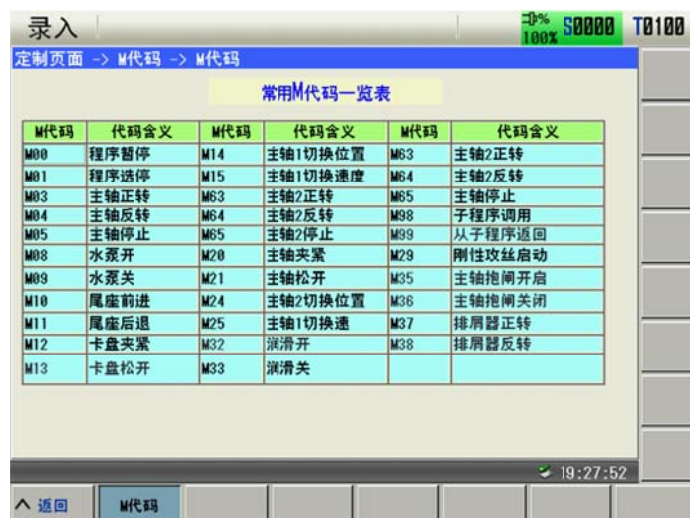 录入 100% S0000 T0100
定制页面 -> M代码 -> M代码
常用M代码一览表
M代码 代码含义 M代码 代码含义 M代码 代码含义
M00 程序暂停 M14 主轴1切换位置 M63 主轴2正转
M01 程序选停 M15 主轴1切换速度 M64 主轴2反转
M03 主轴正转 M63 主轴2正转 M65 主轴停止
M04 主轴反转 M64 主轴2反转 M98 子程序调用
M05 主轴停止 M65 主轴2停止 M99 从子程序返回
M08 水泵开 M20 主轴夹紧 M29 刚性攻丝启动
M09 水泵关 M21 主轴松开 M35 主轴抱闸开启
M10 尾座前进 M24 主轴2切换位置 M36 主轴抱闸关闭
M11 尾座后退 M25 主轴1切换速 M37 排屑器正转
M12 卡盘夹紧 M32 润滑开 M38 排屑器反转
M13 卡盘松开 M33 润滑关
19:27:52
返回 M代码